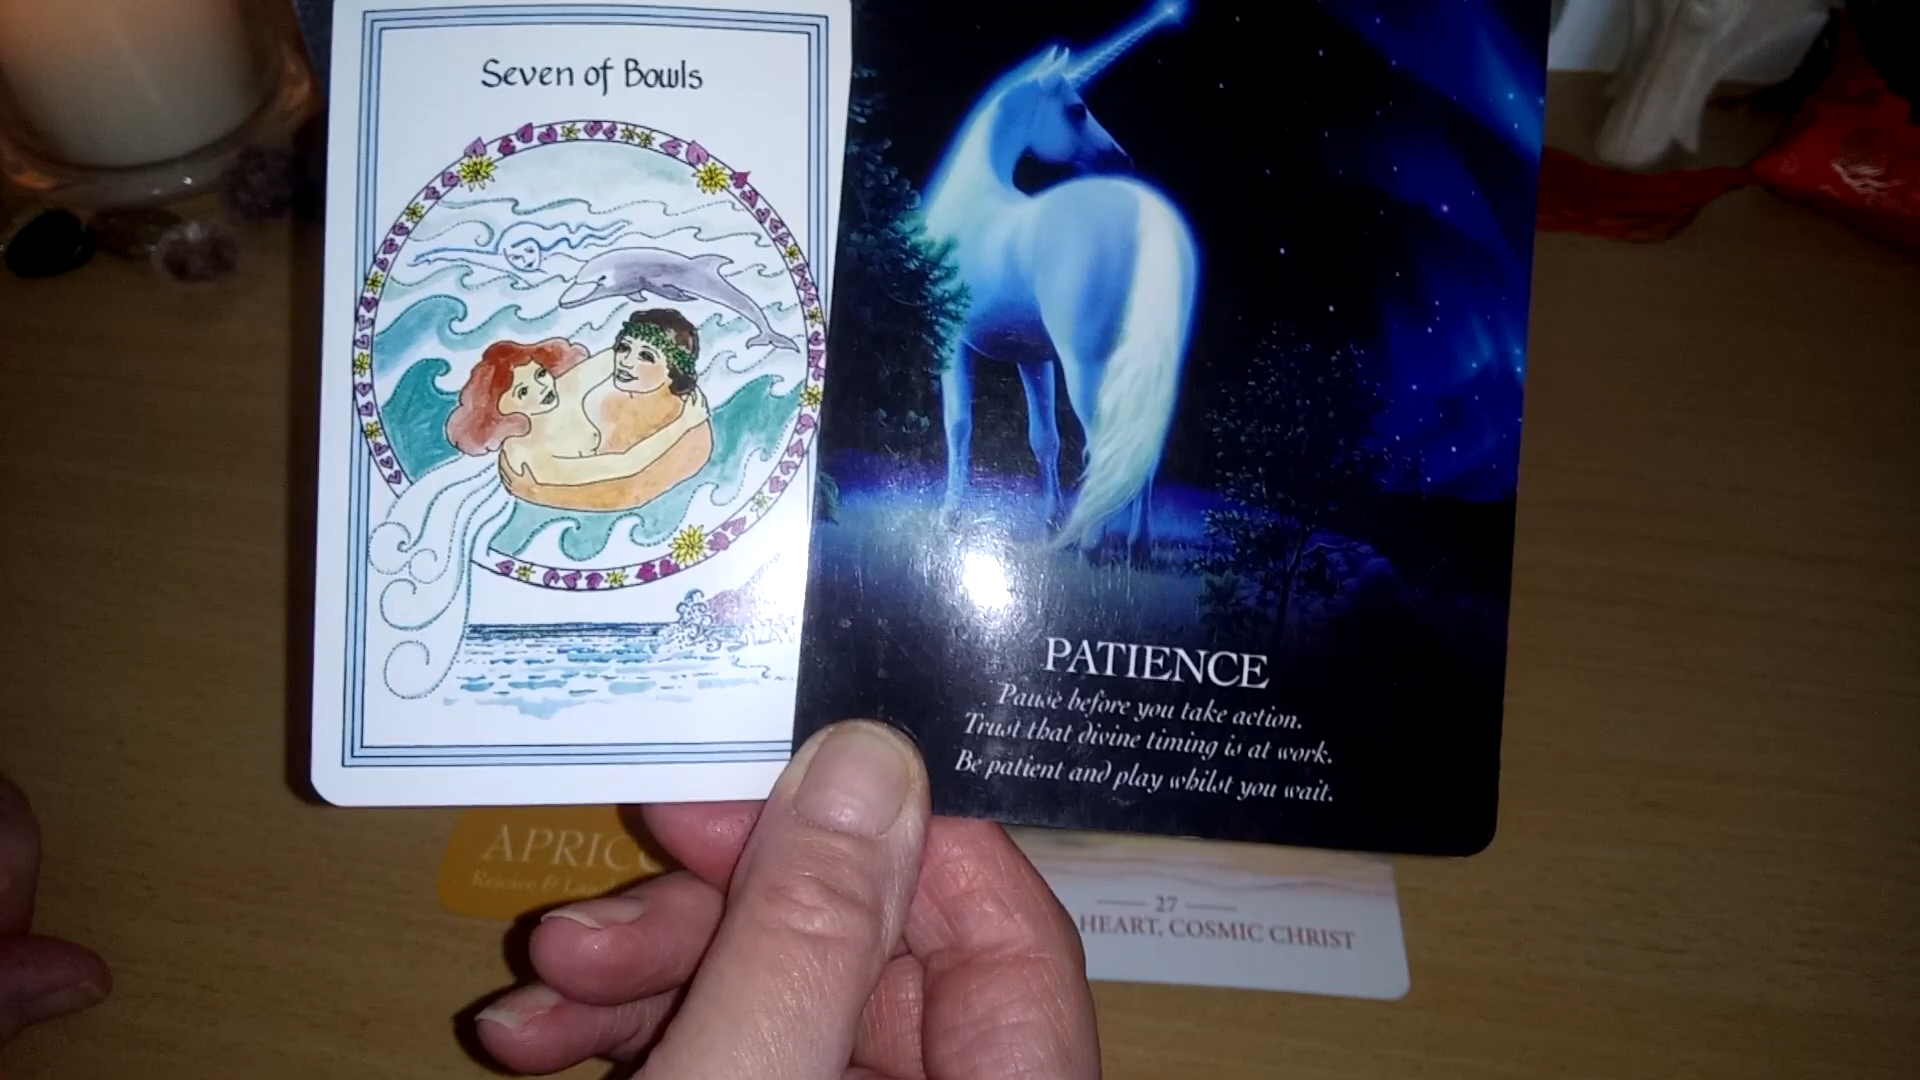 Seven of Bowls
PATIENCE
Pause before you take action.
Trust that divine timing is at work.
Be patient and play whilst you wait.
APRIC
Rejoice &
27
HEART, COSMIC CHRIST